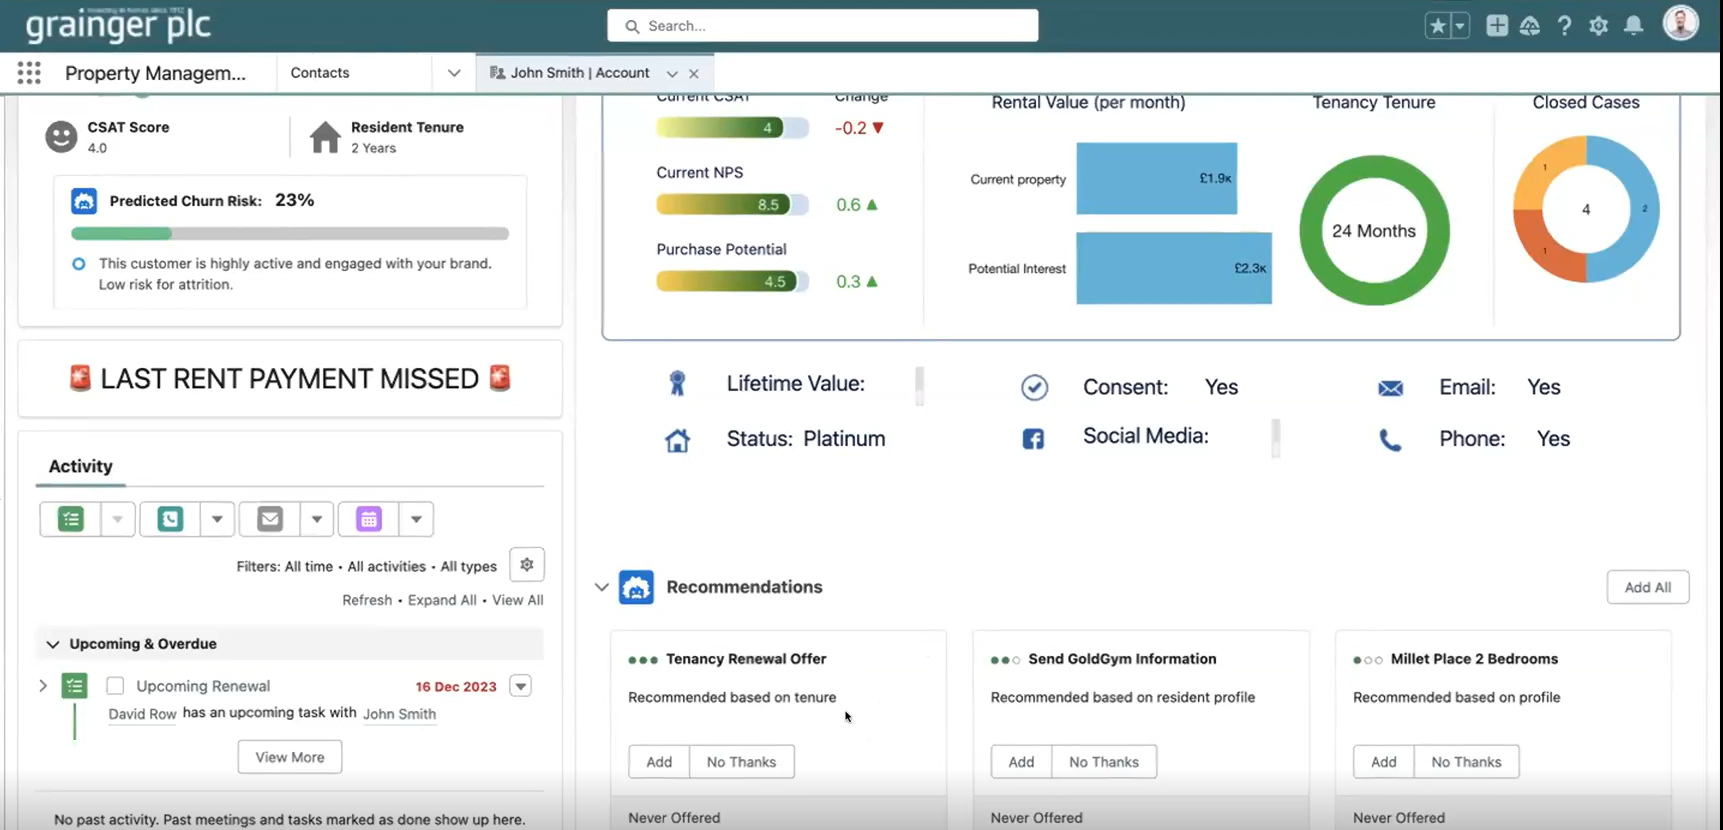 investing in homes since 1912
grainger plc
Search...
Property Managem...
Contacts
John Smith | Account
CSAT Score
4.0
Resident Tenure
2 Years
Predicted Churn Risk: 23%
This customer is highly active and engaged with your brand.
Low risk for attrition.
LAST RENT PAYMENT MISSED
Activity
Filters: All time • All activities • All types
Refresh • Expand All • View All
Upcoming & Overdue
Upcoming Renewal
16 Dec 2023
David Row has an upcoming task with John Smith
View More
No past activity. Past meetings and tasks marked as done show up here.
Current CSAT
Change
4
-0.2
Current NPS
8.5
0.6
Purchase Potential
4.5
0.3
Rental Value (per month)
Current property
£1.9K
Potential Interest
£2.3K
Tenancy Tenure
24 Months
Closed Cases
1
2
4
1
Lifetime Value:
Consent: Yes
Email: Yes
Status: Platinum
Social Media:
Phone: Yes
Recommendations
Add All
Tenancy Renewal Offer
Recommended based on tenure
Add
No Thanks
Never Offered
Send GoldGym Information
Recommended based on resident profile
Add
No Thanks
Never Offered
Millet Place 2 Bedrooms
Recommended based on profile
Add
No Thanks
Never Offered